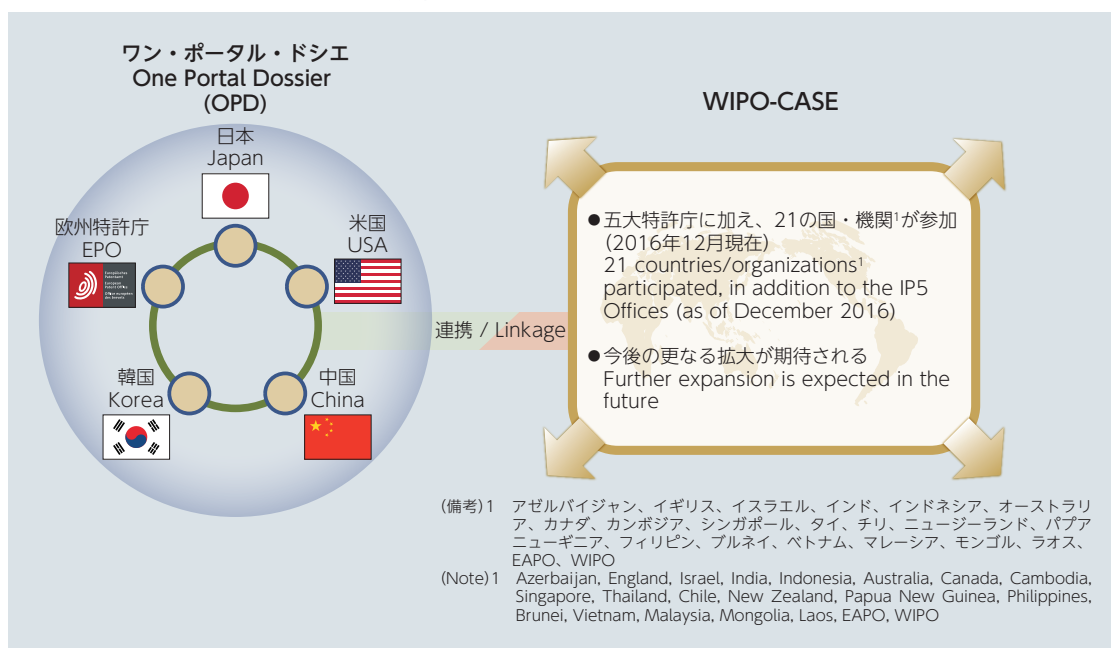 ワン・ポータル・ドシエ
One Portal Dossier
(OPD)
日本
Japan
欧州特許庁
EPO
米国
USA
韓国
Korea
中国
China
連携 / Linkage
WIPO-CASE
●五大特許庁に加え、21の国・機関¹が参加
(2016年12月現在)
21 countries/organizations¹
participated, in addition to the IP5
Offices (as of December 2016)
●今後の更なる拡大が期待される
Further expansion is expected in the
future
(備考)1 アゼルバイジャン、イギリス、イスラエル、インド、インドネシア、オーストラリ
ア、カナダ、カンボジア、シンガポール、タイ、チリ、ニュージーランド、パプア
ニューギニア、フィリピン、ブルネイ、ベトナム、マレーシア、モンゴル、ラオス、
EAPO、WIPO
(Note)1 Azerbaijan, England, Israel, India, Indonesia, Australia, Canada, Cambodia,
Singapore, Thailand, Chile, New Zealand, Papua New Guinea, Philippines,
Brunei, Vietnam, Malaysia, Mongolia, Laos, EAPO, WIPO